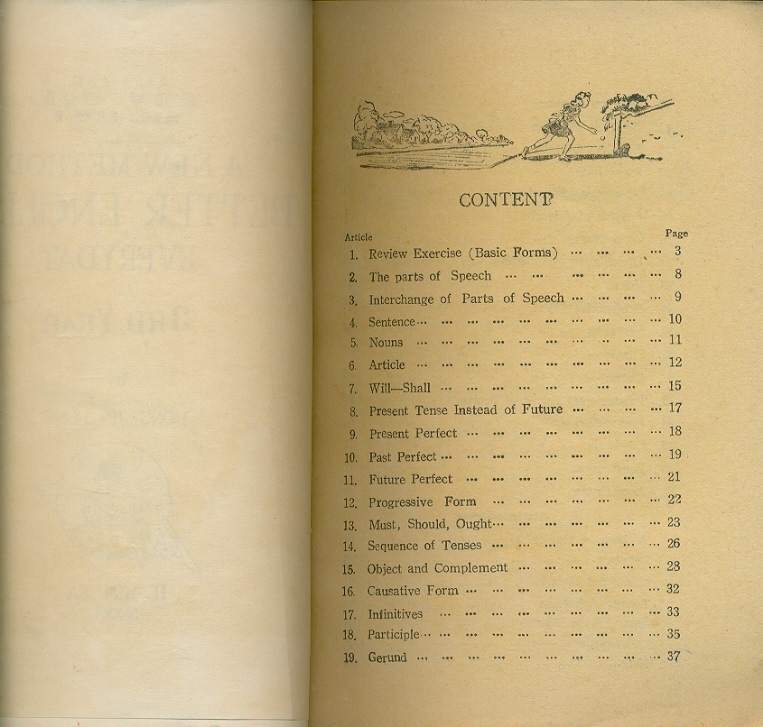 CONTENT
Article Page
1. Review Exercise (Basic Forms) ... ... ... ... 3
2. The parts of Speech ... ... ... ... ... ... 8
3. Interchange of Parts of Speech ... ... ... ... 9
4. Sentence ... ... ... ... ... ... ... ... ... ... 10
5. Nouns ... ... ... ... ... ... ... ... ... ... 11
6. Article ... ... ... ... ... ... ... ... ... ... 12
7. Will—Shall ... ... ... ... ... ... ... ... ... 15
8. Present Tense Instead of Future ... ... ... ... 17
9. Present Perfect ... ... ... ... ... ... ... ... 18
10. Past Perfect ... ... ... ... ... ... ... ... ... 19
11. Future Perfect ... ... ... ... ... ... ... ... 21
12. Progressive Form ... ... ... ... ... ... ... 22
13. Must, Should, Ought ... ... ... ... ... ... ... 23
14. Sequence of Tenses ... ... ... ... ... ... ... 26
15. Object and Complement ... ... ... ... ... ... 28
16. Causative Form ... ... ... ... ... ... ... ... 32
17. Infinitives ... ... ... ... ... ... ... ... ... 33
18. Participle ... ... ... ... ... ... ... ... ... ... 35
19. Gerund ... ... ... ... ... ... ... ... ... ... 37